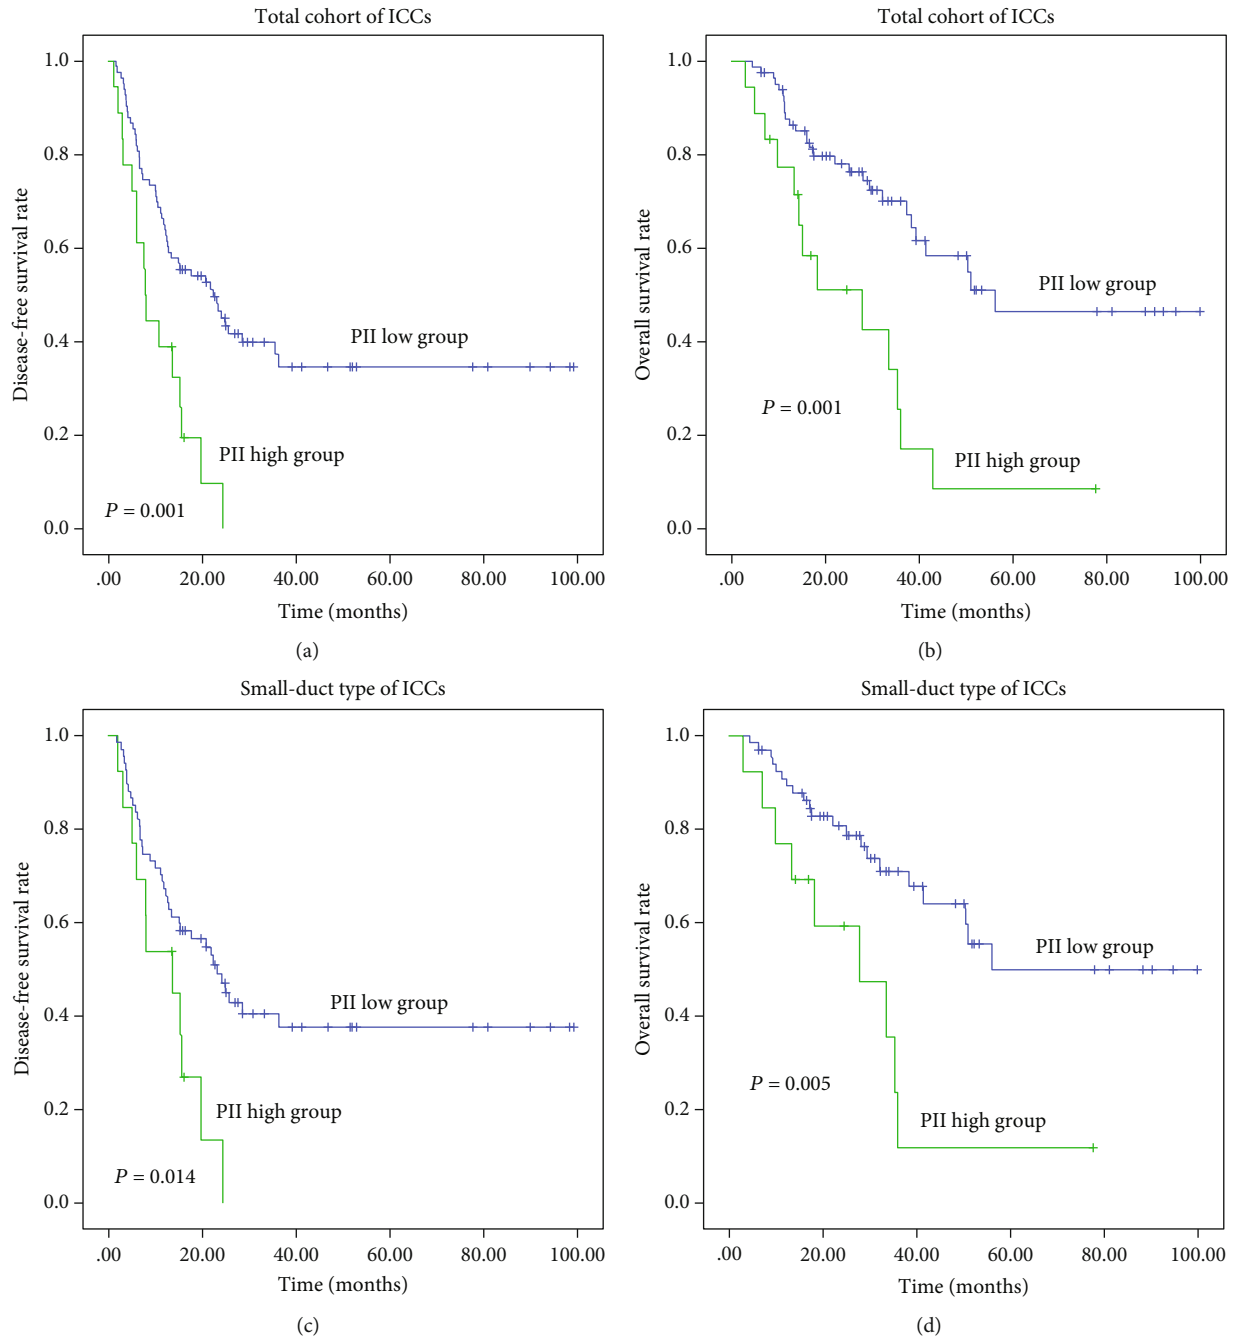 Total cohort of ICCs
Disease-free survival rate
1.0
0.8
0.6
0.4
0.2
0.0
PII low group
PII high group
P = 0.001
.00 20.00 40.00 60.00 80.00 100.00
Time (months)
(a)
Total cohort of ICCs
Overall survival rate
1.0
0.8
0.6
0.4
0.2
0.0
PII low group
P = 0.001
PII high group
.00 20.00 40.00 60.00 80.00 100.00
Time (months)
(b)
Small-duct type of ICCs
Disease-free survival rate
1.0
0.8
0.6
0.4
0.2
0.0
PII low group
PII high group
P = 0.014
.00 20.00 40.00 60.00 80.00 100.00
Time (months)
(c)
Small-duct type of ICCs
Overall survival rate
1.0
0.8
0.6
0.4
0.2
0.0
PII low group
P = 0.005
PII high group
.00 20.00 40.00 60.00 80.00 100.00
Time (months)
(d)